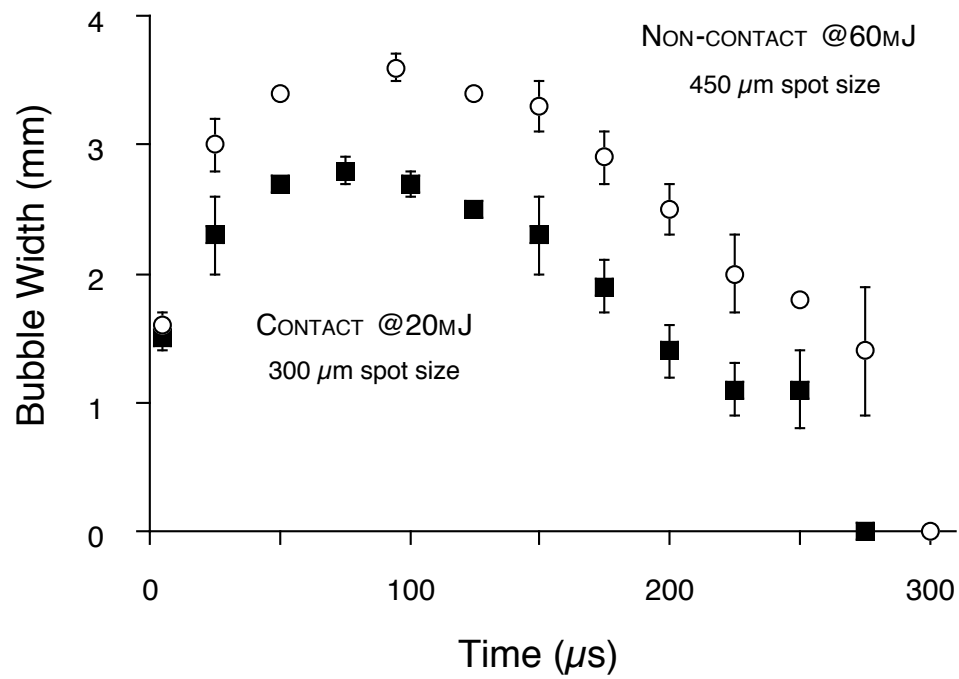 4
3
2
1
0
Bubble Width (mm)
NON-CONTACT @60MJ
450 µm spot size
CONTACT @20MJ
300 µm spot size
0 100 200 300
Time (µs)